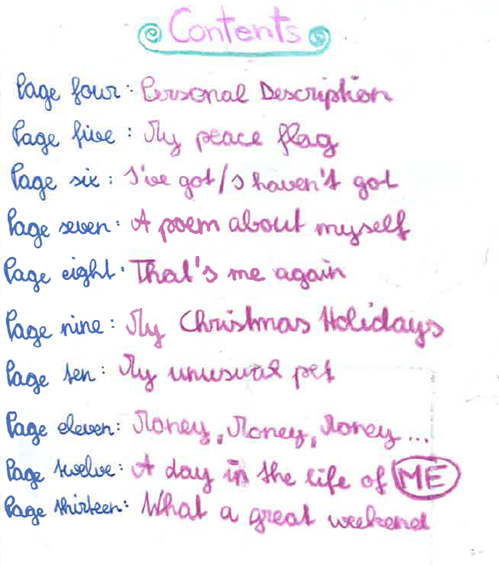 Contents
Page four: Personal Description
Page five: My peace flag
Page six: I've got/I haven't got
Page seven: A poem about myself
Page eight: That's me again
Page nine: My Christmas Holidays
Page ten: My unusual pet
Page eleven: Money, Money, Money...
Page twelve: A day in the life of ME
Page thirteen: What a great weekend